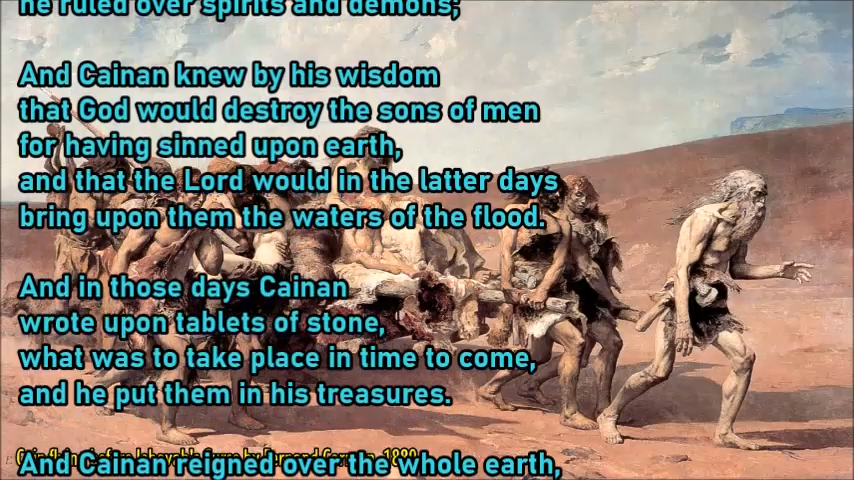 he ruled over spirits and demons;
And Cainan knew by his wisdom
that God would destroy the sons of men
for having sinned upon earth,
and that the Lord would in the latter days
bring upon them the waters of the flood.
And in those days Cainan
wrote upon tablets of stone,
what was to take place in time to come,
and he put them in his treasures.
And Cainan reigned over the whole earth,